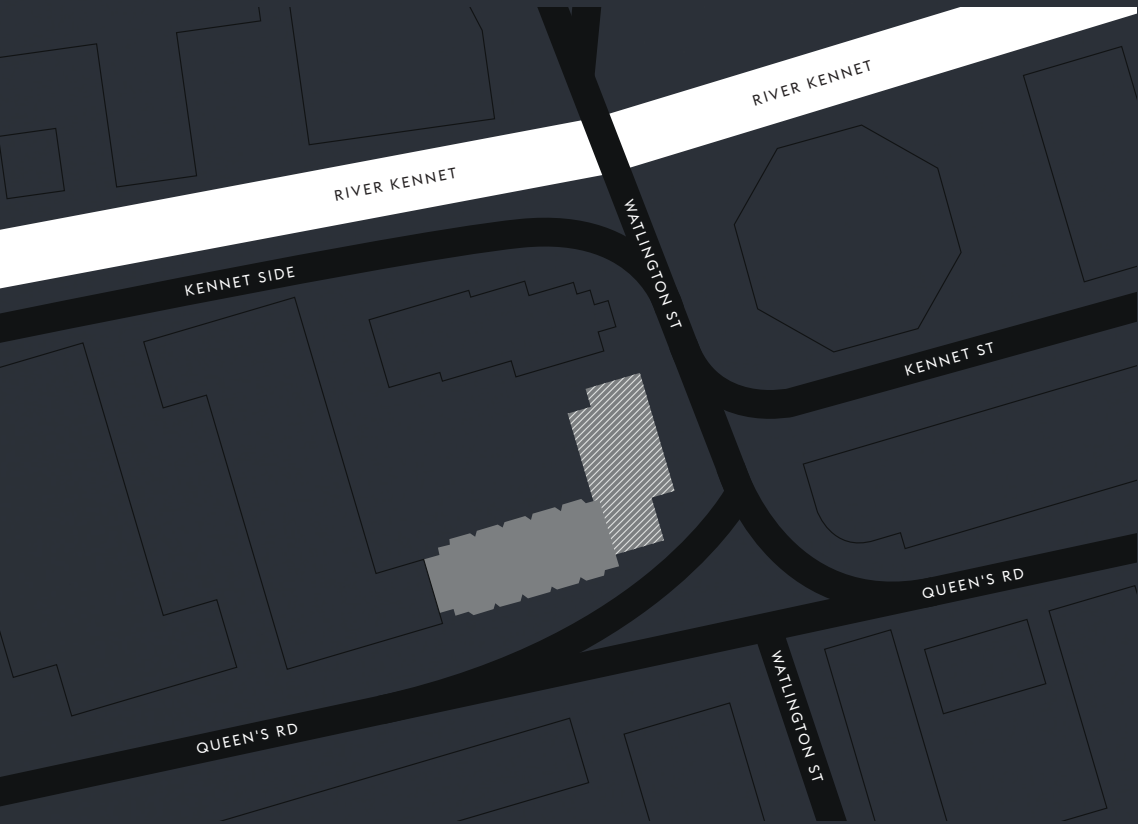 RIVER KENNET
RIVER KENNET
WATLINGTON ST
KENNET SIDE
KENNET ST
QUEEN'S RD
WATLINGTON ST
QUEEN'S RD